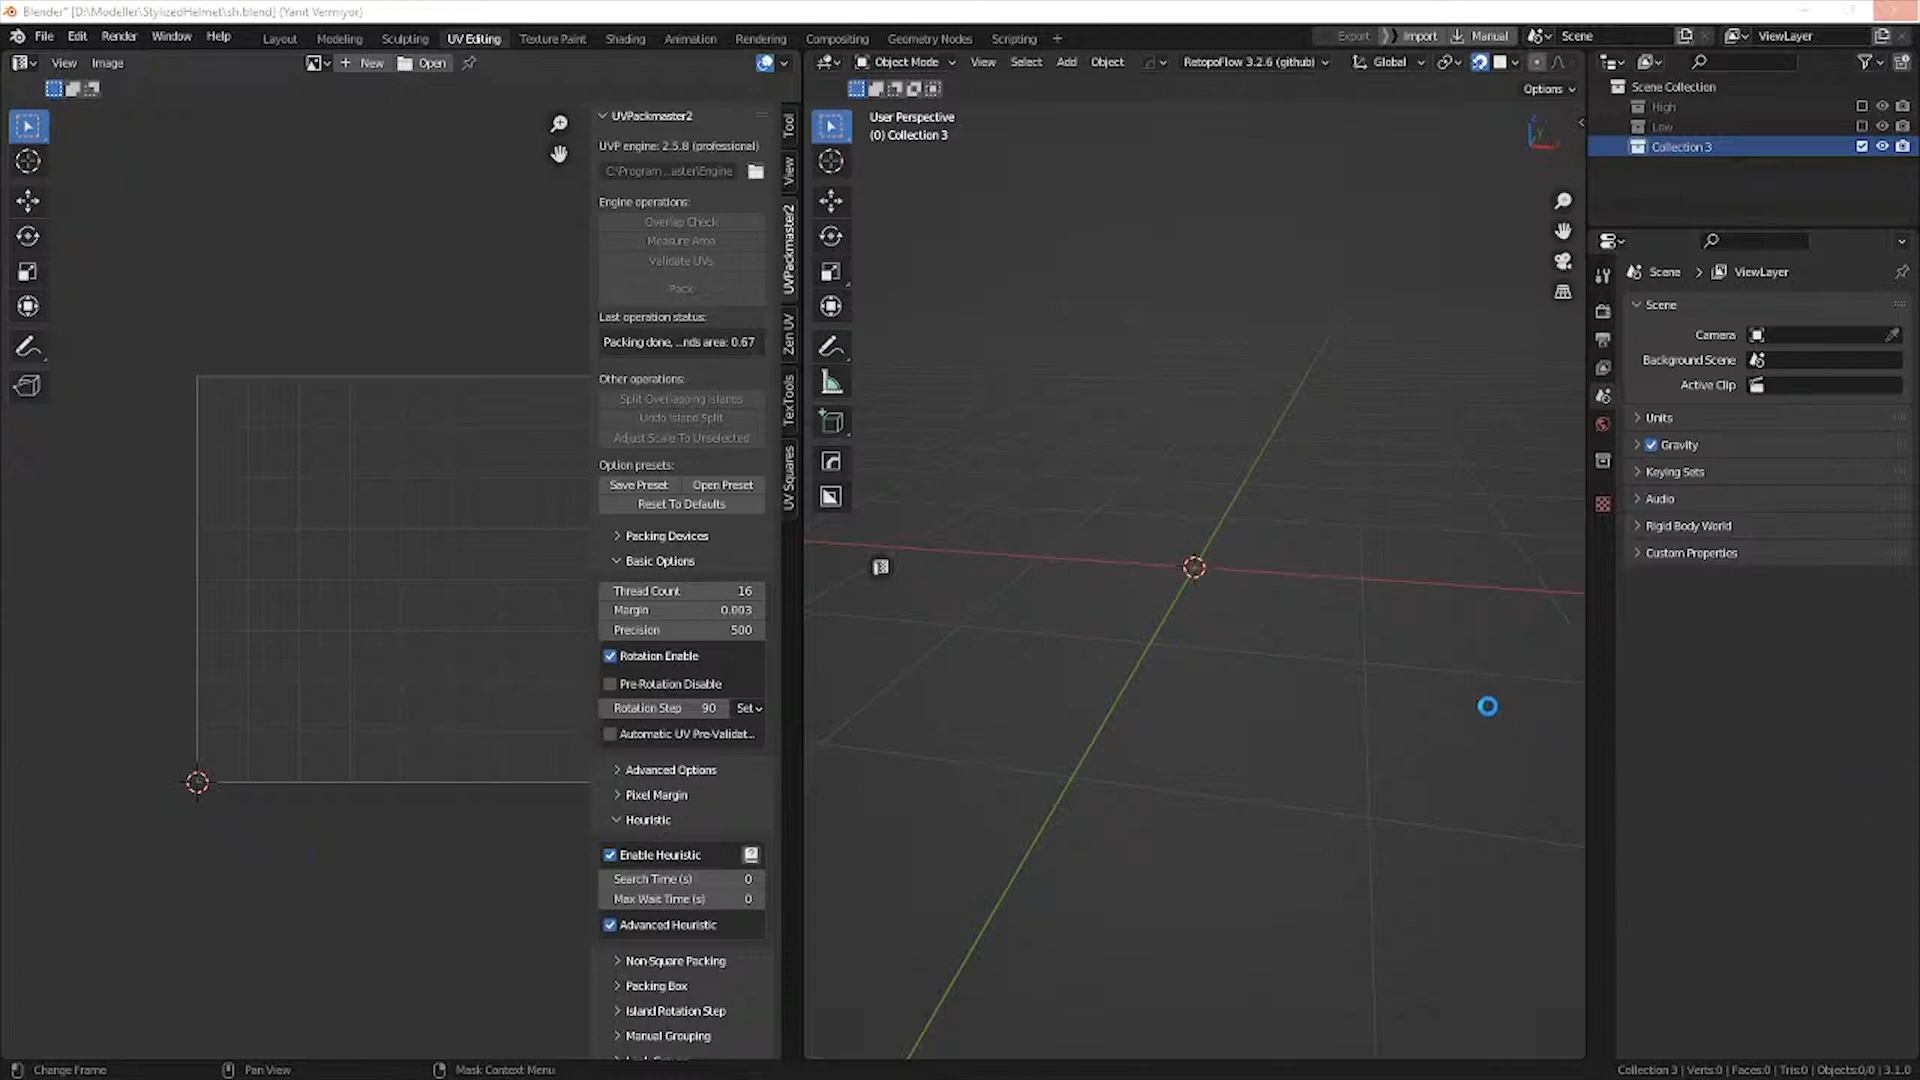 Blender* [D:\Modeller\StylizedHelmet\sh.blend] (Yanıt Vermiyor)
File Edit Render Window Help Layout Modeling Sculpting UV Editing Texture Paint Shading Animation Rendering Compositing Geometry Nodes Scripting + Export Import Manual Scene ViewLayer
View Image + New Open Object Mode View Select Add Object RetopoFlow 3.2.6 (github) Global
Options
Scene Collection
High
Low
Collection 3
User Perspective
(0) Collection 3
UVPackmaster2
UVP engine: 2.5.8 (professional)
C:\Program ..aster\Engine
Engine operations:
Overlap Check
Measure Area
Validate UVs
Pack
Last operation status:
Packing done, ...nds area: 0.67
Other operations:
Split Overlapping Islands
Undo Island Split
Adjust Scale To Unselected
Option presets:
Save Preset Open Preset
Reset To Defaults
Packing Devices
Basic Options
Thread Count 16
Margin 0.003
Precision 500
Rotation Enable
Pre-Rotation Disable
Rotation Step 90 Set
Automatic UV Pre-Validat...
Advanced Options
Pixel Margin
Heuristic
Enable Heuristic
Search Time (s) 0
Max Wait Time (s) 0
Advanced Heuristic
Non-Square Packing
Packing Box
Island Rotation Step
Manual Grouping
Tool
View
UVPackmaster2
Zen UV
TexTools
UV Squares
Scene ViewLayer
Scene
Camera
Background Scene
Active Clip
Units
Gravity
Keying Sets
Audio
Rigid Body World
Custom Properties
Change Frame Pan View Mask Context Menu Collection 3 | Verts:0 | Faces:0 | Tris:0 | Objects:0/0 | 3.1.0